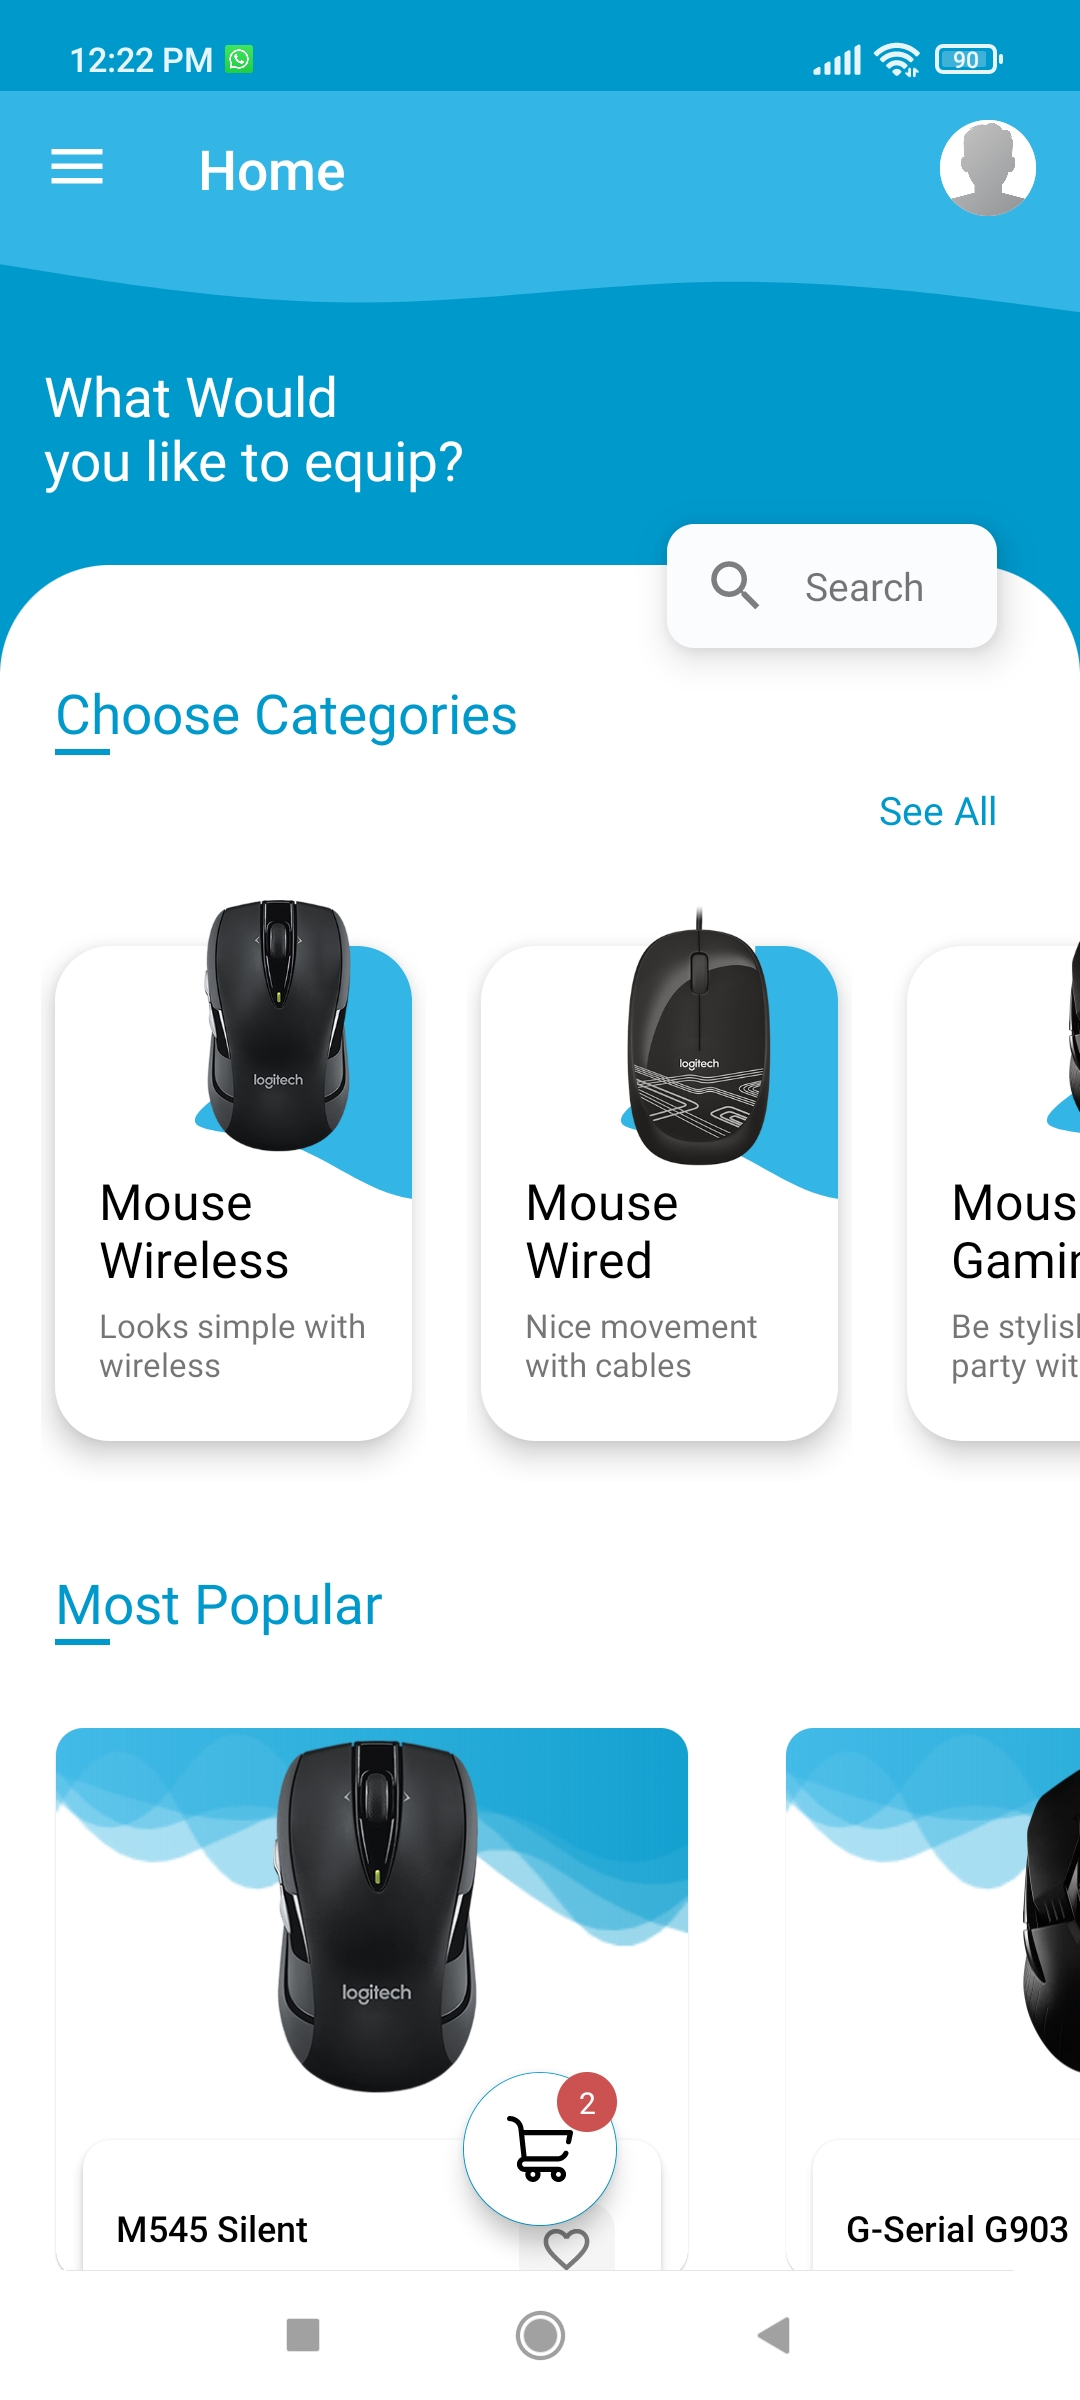 12:22 PM
90
Home
What Would
you like to equip?
Search
Choose Categories
See All
logitech
logitech
Mouse
Wireless
Looks simple with
wireless
Mouse
Wired
Nice movement
with cables
Mous
Gamin
Be stylish
party wit
Most Popular
logitech
2
M545 Silent
G-Serial G903